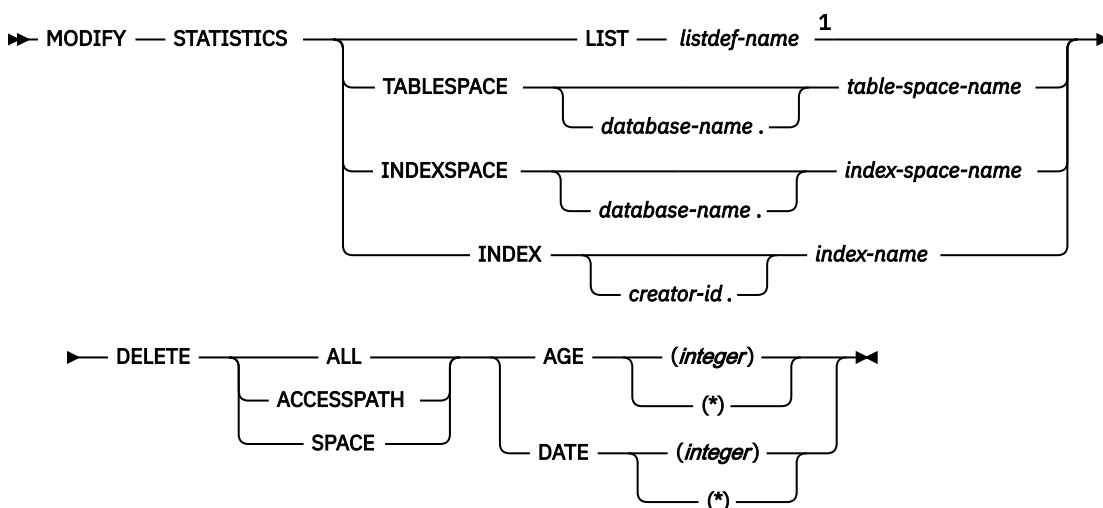 MODIFY STATISTICS LIST listdef-name 1
TABLESPACE table-space-name
database-name .
INDEXSPACE index-space-name
database-name .
INDEX index-name
creator-id .
DELETE ALL AGE (integer)
ACCESSPATH (*)
SPACE DATE (integer)
(*)